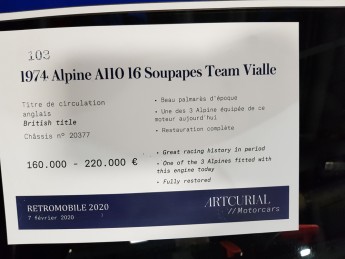 102
1974 Alpine A110 16 Soupapes Team Vialle
Titre de circulation
anglais
British title
Châssis n° 20377
160.000 - 220.000 €
• Beau palmarès d'époque
• Une des 3 Alpines équipée de ce
moteur aujourd'hui
• Restauration complète
• Great racing history in period
• One of the 3 Alpines fitted with
this engine today
• Fully restored
RETROMOBILE 2020
7 février 2020
ARTCURIAL
//Motorcars